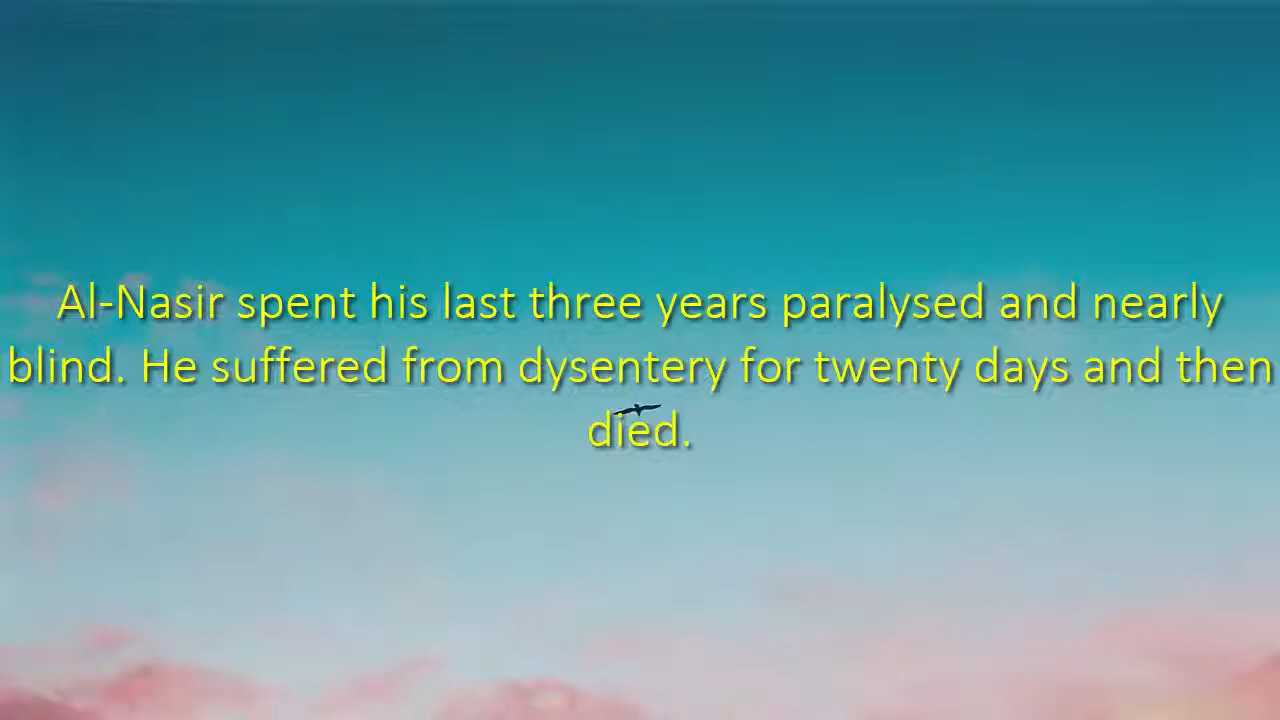 Al-Nasir spent his last three years paralysed and nearly
blind. He suffered from dysentery for twenty days and then
died.